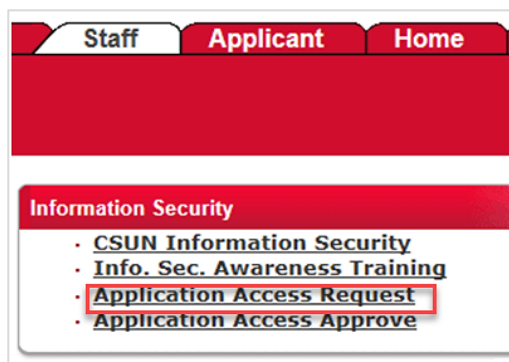 Staff Applicant Home
Information Security
· CSUN Information Security
· Info. Sec. Awareness Training
· Application Access Request
· Application Access Approve